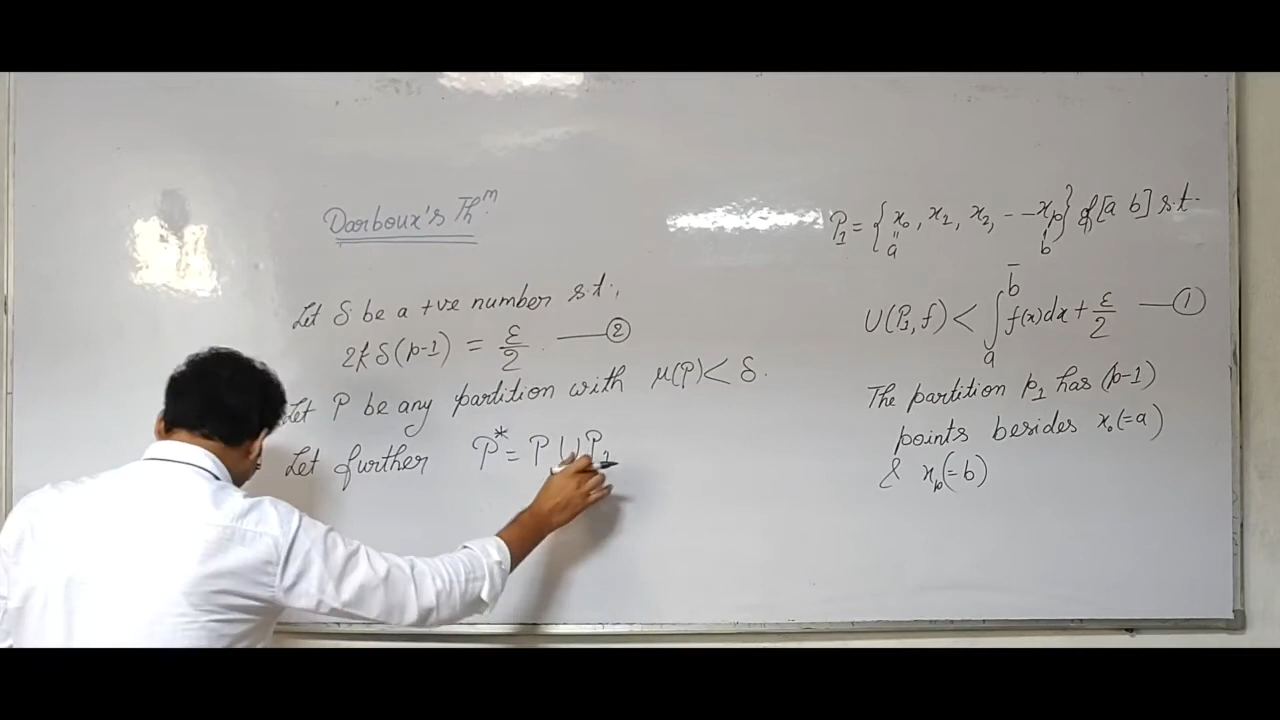 Darboux's Thm.
Let δ be a +ve number s.t.,
2k δ(p-1) = ε/2 . —— ②
Let P be any partition with μ(P) < δ.
Let further P* = P ∪ P₁
P₁ = { x₀, x₁, x₂, - - xₚ } of [a b] s.t.
a b
U(P₁, f) < ∫ₐ^b̅ f(x)dx + ε/2 —— ①
The partition P₁ has (p-1)
points besides x₀(=a)
& xₚ(=b)